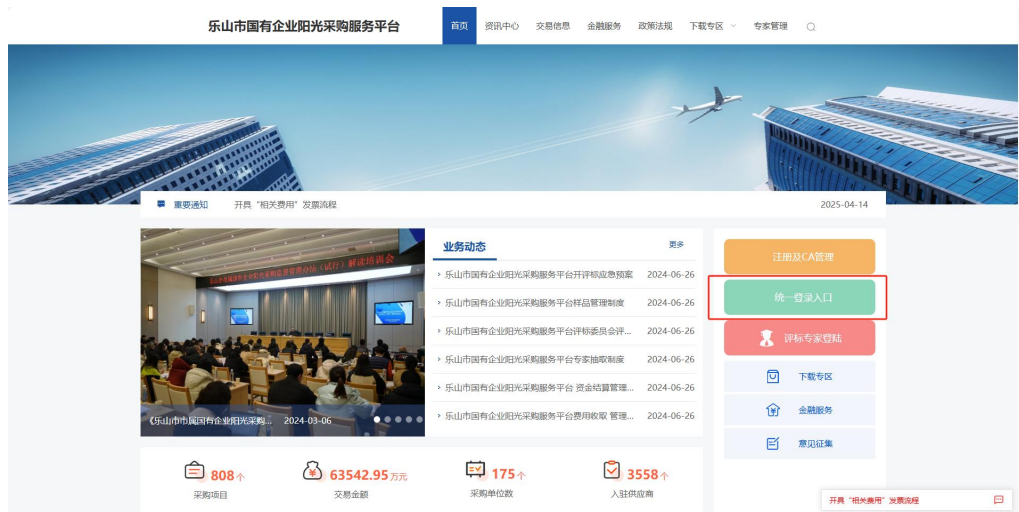 乐山市国有企业阳光采购服务平台 首页 资讯中心 交易信息 金融服务 政策法规 下载专区 专家管理
重要通知 开具“相关费用”发票流程 2025-04-14
业务动态 更多
乐山市国有企业阳光采购服务平台开评标应急预案 2024-06-26
乐山市国有企业阳光采购服务平台样品管理制度 2024-06-26
乐山市国有企业阳光采购服务平台评标委员会评... 2024-06-26
乐山市国有企业阳光采购服务平台专家抽取制度 2024-06-26
乐山市国有企业阳光采购服务平台 资金结算管理... 2024-06-26
乐山市国有企业阳光采购服务平台费用收取 管理... 2024-06-26
《乐山市市属国有企业阳光采购... 2024-03-06
注册及CA管理
统一登录入口
评标专家登陆
下载专区
金融服务
意见征集
808个 63542.95万元 175个 3558个
采购项目 交易金额 采购单位数 入驻供应商
开具“相关费用”发票流程